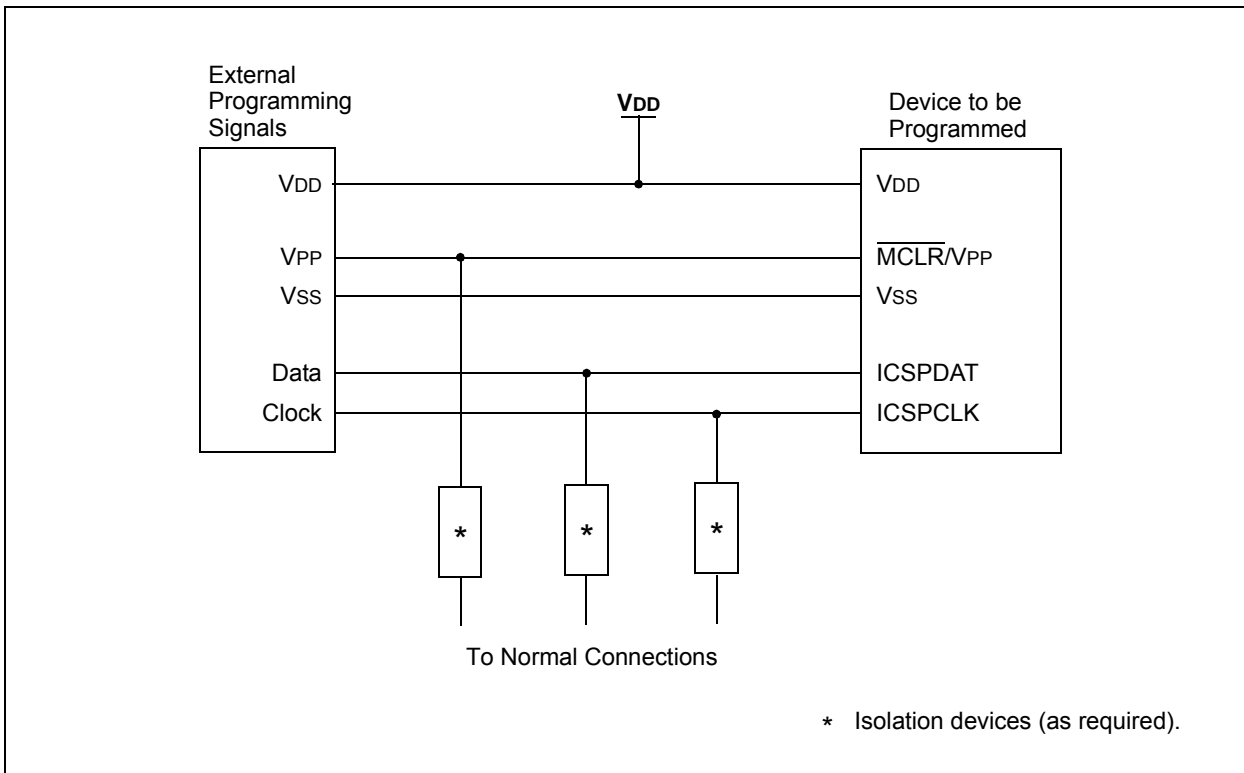 External
Programming
Signals
VDD
Device to be
Programmed
VDD
VDD
VPP
MCLR/VPP
VSS
VSS
Data
ICSPDAT
Clock
ICSPCLK
* * *
To Normal Connections
* Isolation devices (as required).